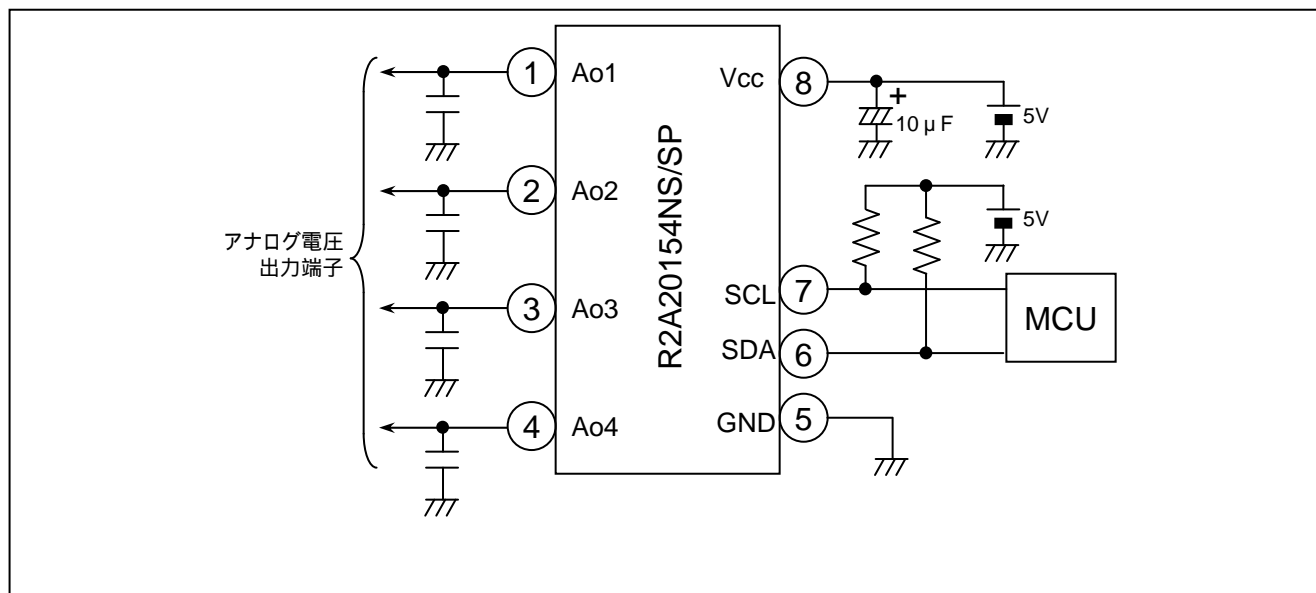 アナログ電圧
出力端子
1
Ao1
2
Ao2
3
Ao3
4
Ao4
R2A20154NS/SP
Vcc
8
+
10 μ F
5V
5V
SCL
7
SDA
6
GND
5
MCU